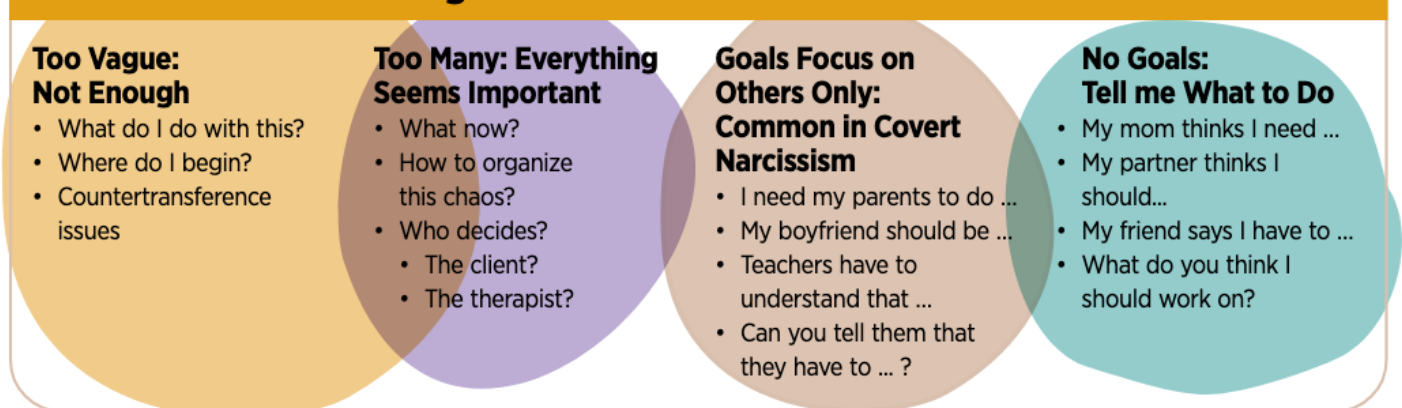 Too Vague:
Not Enough
• What do I do with this?
• Where do I begin?
• Countertransference
issues
Too Many: Everything
Seems Important
• What now?
• How to organize
this chaos?
• Who decides?
• The client?
• The therapist?
Goals Focus on
Others Only:
Common in Covert
Narcissism
• I need my parents to do ...
• My boyfriend should be ...
• Teachers have to
understand that ...
• Can you tell them that
they have to ... ?
No Goals:
Tell me What to Do
• My mom thinks I need ...
• My partner thinks I
should...
• My friend says I have to ...
• What do you think I
should work on?